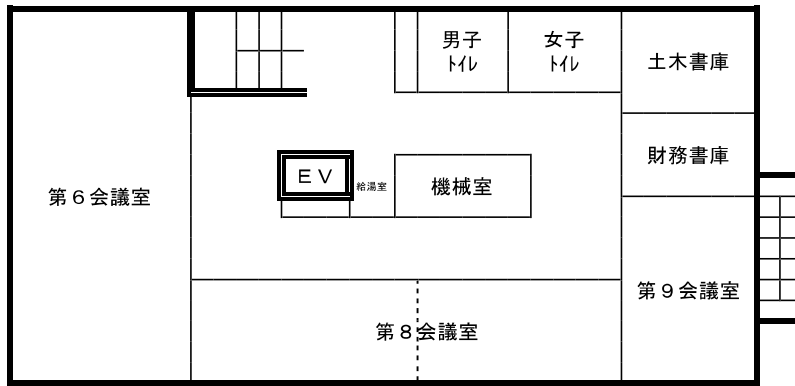 男子
ﾄｲﾚ
女子
ﾄｲﾚ
土木書庫
財務書庫
ＥＶ
給湯室
機械室
第６会議室
第９会議室
第８会議室